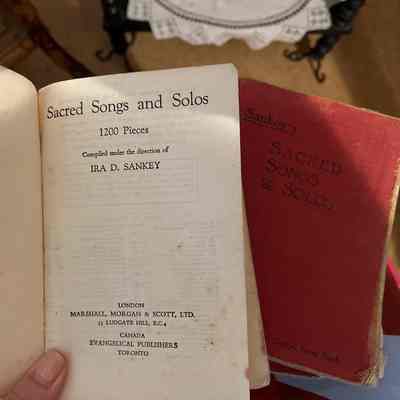 Sacred Songs and Solos
1200 Pieces
Compiled under the direction of
IRA D. SANKEY
LONDON
MARSHALL, MORGAN & SCOTT, LTD.
33 LUDGATE HILL, E.C.4
CANADA
EVANGELICAL PUBLISHERS
TORONTO
Sankey's
SACRED
SONGS
& SOLOS